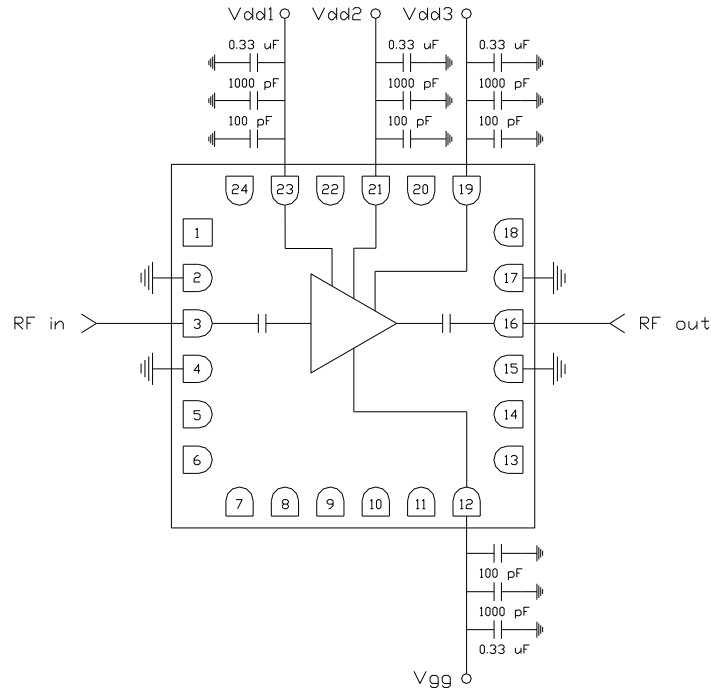 Vdd1 Vdd2 Vdd3
0.33 uF 0.33 uF 0.33 uF
1000 pF 1000 pF 1000 pF
100 pF 100 pF 100 pF
24 23 22 21 20 19
1 18
2 17
RF in 3 16 RF out
4 15
5 14
6 13
7 8 9 10 11 12
100 pF
1000 pF
0.33 uF
Vgg